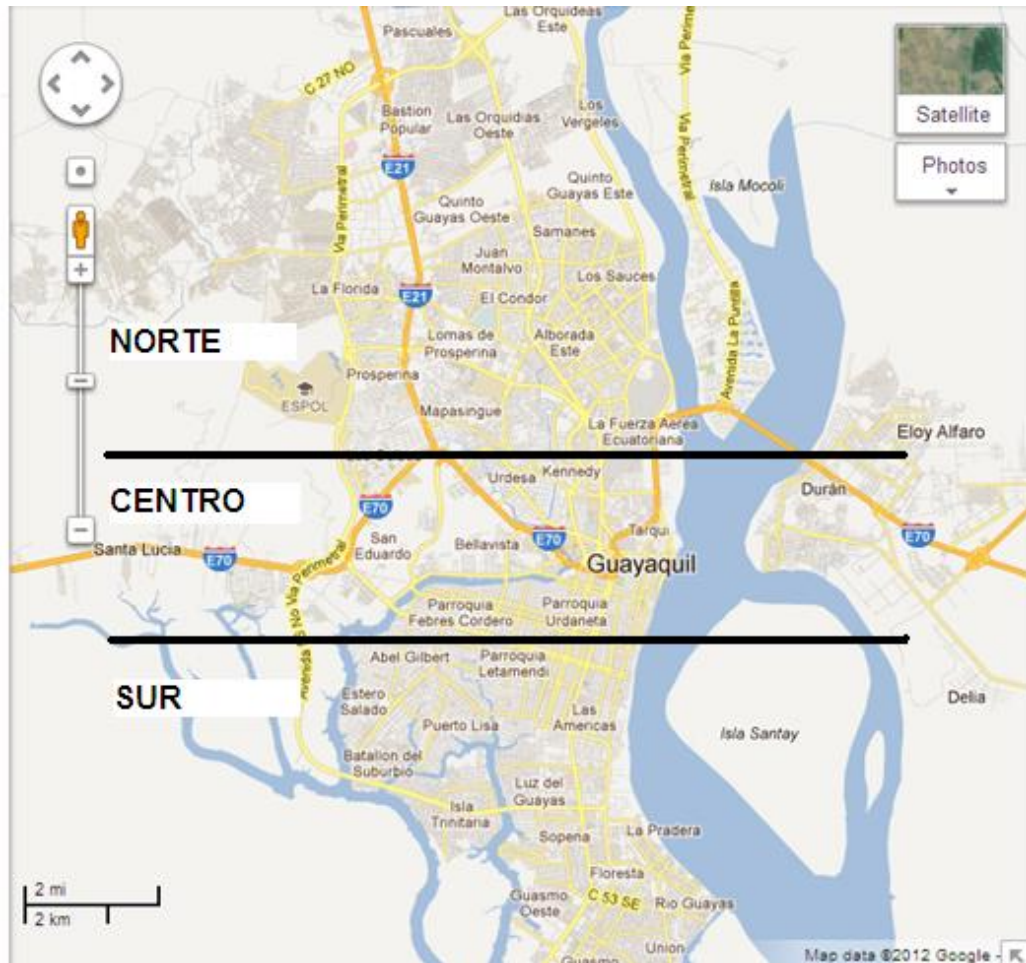 Las Orquideas
Este
Pascuales
C 27 NO
Via Perimetral
Satellite
Photos
Bastion
Popular
Las Orquidias
Oeste
Los
Vergeles
E21
Via Perimetral
Isla Mocoli
Quinto
Guayas Este
Quinto
Guayas Oeste
Samanes
Via Perimetral
Juan
Montalvo
Los Sauces
La Florida
E21
El Condor
NORTE
Lomas de
Prosperina
Alborada
Este
Avenida La Puntilla
Prosperina
ESPOL
Mapasingue
La Fuerza Aerea
Ecuatoriana
Eloy Alfaro
Urdesa
Kennedy
CENTRO
Durán
E70
Tarqui
San
Eduardo
Bellavista
E70
E70
Santa Lucia
E70
Guayaquil
Parroquia
Febres Cordero
Parroquia
Urdaneta
Abel Gilbert
Parroquia
Letamendi
SUR
Estero
Salado
Puerto Lisa
Las
Americas
Delia
Isla Santay
Batallon del
Suburbio
Luz del
Guayas
Isla
Trinitaria
Sopena
La Pradera
Floresta
2 mi
2 km
Guasmo
Oeste
C 53 SE
Rio Guayas
Union
Guasmo
Map data ©2012 Google -